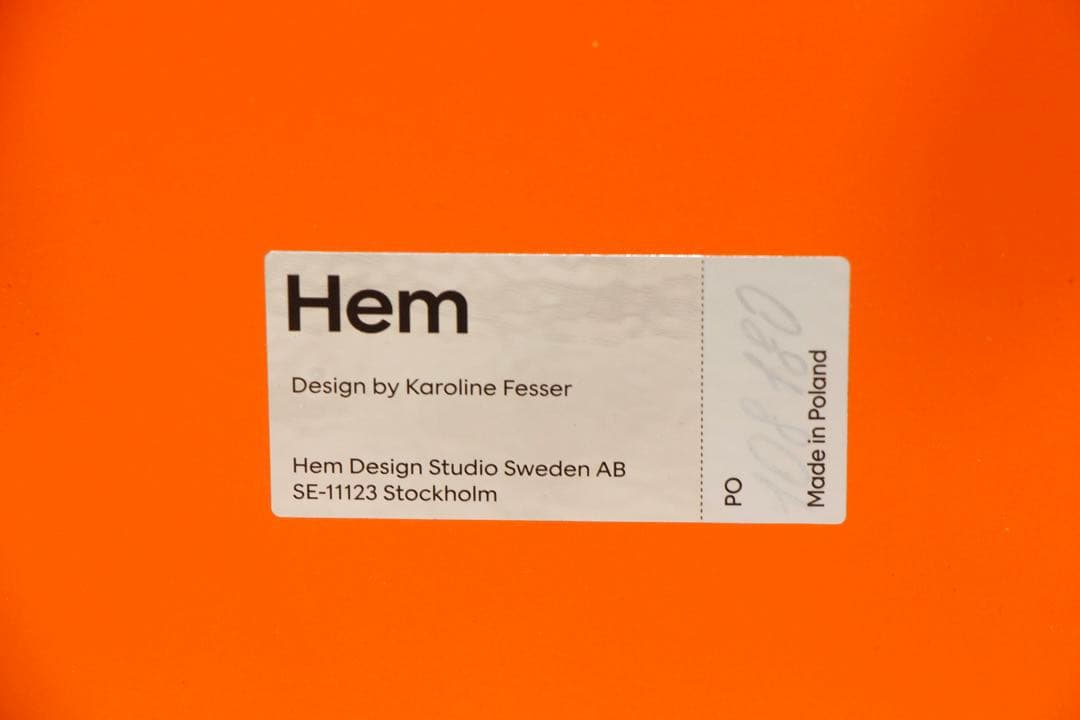 Hem
Design by Karoline Fesser
Hem Design Studio Sweden AB
SE-11123 Stockholm
PO
Made in Poland